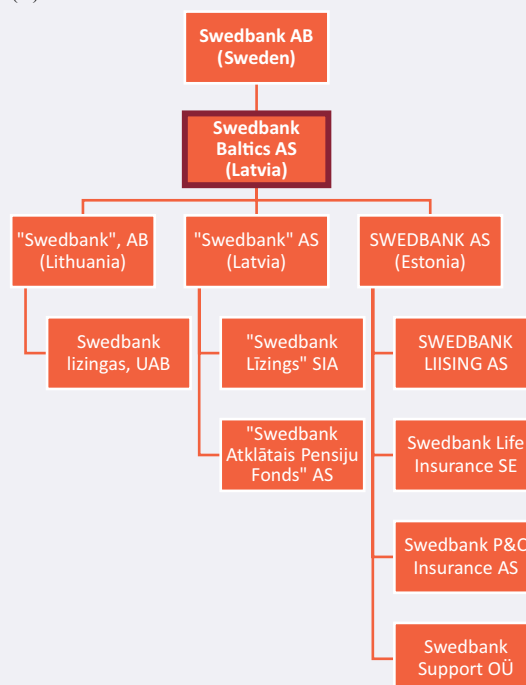 Swedbank AB
(Sweden)
Swedbank
Baltics AS
(Latvia)
"Swedbank", AB
(Lithuania)
"Swedbank" AS
(Latvia)
SWEDBANK AS
(Estonia)
Swedbank
lizingas, UAB
"Swedbank
Līzings" SIA
SWEDBANK
LIISING AS
"Swedbank
Atklātais Pensiju
Fonds" AS
Swedbank Life
Insurance SE
Swedbank P&C
Insurance AS
Swedbank
Support OÜ